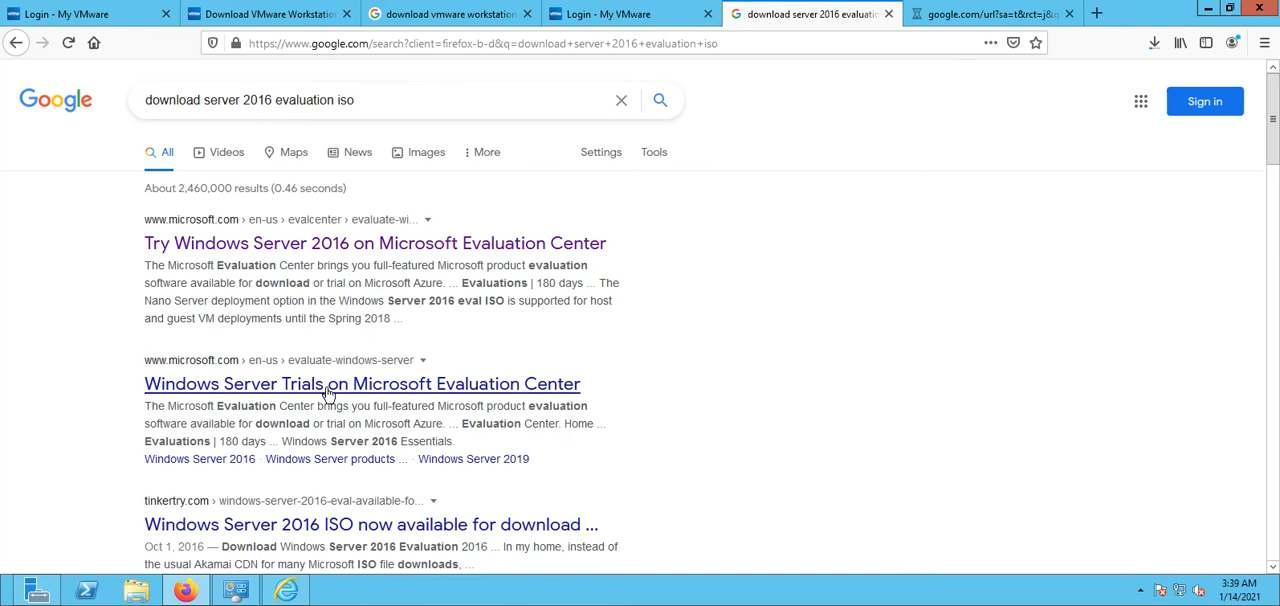 Login - My VMware
Download VMware Workstatio
download vmware workstation
Login - My VMware
download server 2016 evaluatio
google.com/url?sa=t&rct=j&q
https://www.google.com/search?client=firefox-b-d&q=download+server+2016+evaluation+iso
Google
download server 2016 evaluation iso
Sign in
All
Videos
Maps
News
Images
More
Settings
Tools
About 2,460,000 results (0.46 seconds)
www.microsoft.com › en-us › evalcenter › evaluate-wi...
Try Windows Server 2016 on Microsoft Evaluation Center
The Microsoft Evaluation Center brings you full-featured Microsoft product evaluation
software available for download or trial on Microsoft Azure. ... Evaluations | 180 days ... The
Nano Server deployment option in the Windows Server 2016 eval ISO is supported for host
and guest VM deployments until the Spring 2018 ...
www.microsoft.com › en-us › evaluate-windows-server
Windows Server Trials on Microsoft Evaluation Center
The Microsoft Evaluation Center brings you full-featured Microsoft product evaluation
software available for download or trial on Microsoft Azure. ... Evaluation Center. Home ...
Evaluations | 180 days ... Windows Server 2016 Essentials.
Windows Server 2016 · Windows Server products ... · Windows Server 2019
tinkertry.com › windows-server-2016-eval-available-fo...
Windows Server 2016 ISO now available for download ...
Oct 1, 2016 — Download Windows Server 2016 Evaluation 2016 ... In my home, instead of
the usual Akamai CDN for many Microsoft ISO file downloads, ...
3:39 AM
1/14/2021